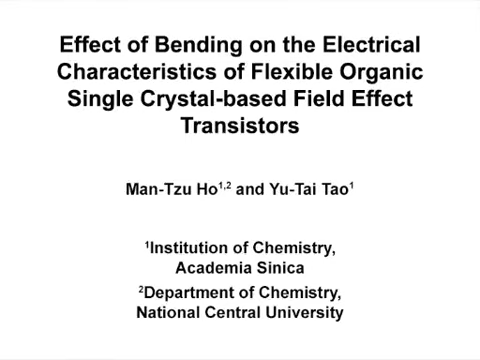 Effect of Bending on the Electrical
Characteristics of Flexible Organic
Single Crystal-based Field Effect
Transistors
Man-Tzu Ho1,2 and Yu-Tai Tao1
1Institution of Chemistry,
Academia Sinica
2Department of Chemistry,
National Central University